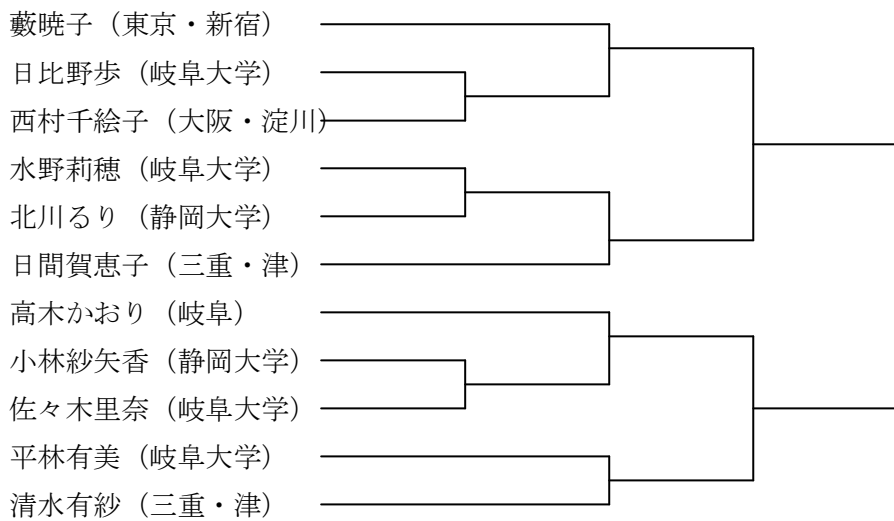 藪暁子（東京・新宿）
日比野歩（岐阜大学）
西村千絵子（大阪・淀川）
水野莉穂（岐阜大学）
北川るり（静岡大学）
日間賀恵子（三重・津）
高木かおり（岐阜）
小林紗矢香（静岡大学）
佐々木里奈（岐阜大学）
平林有美（岐阜大学）
清水有紗（三重・津）